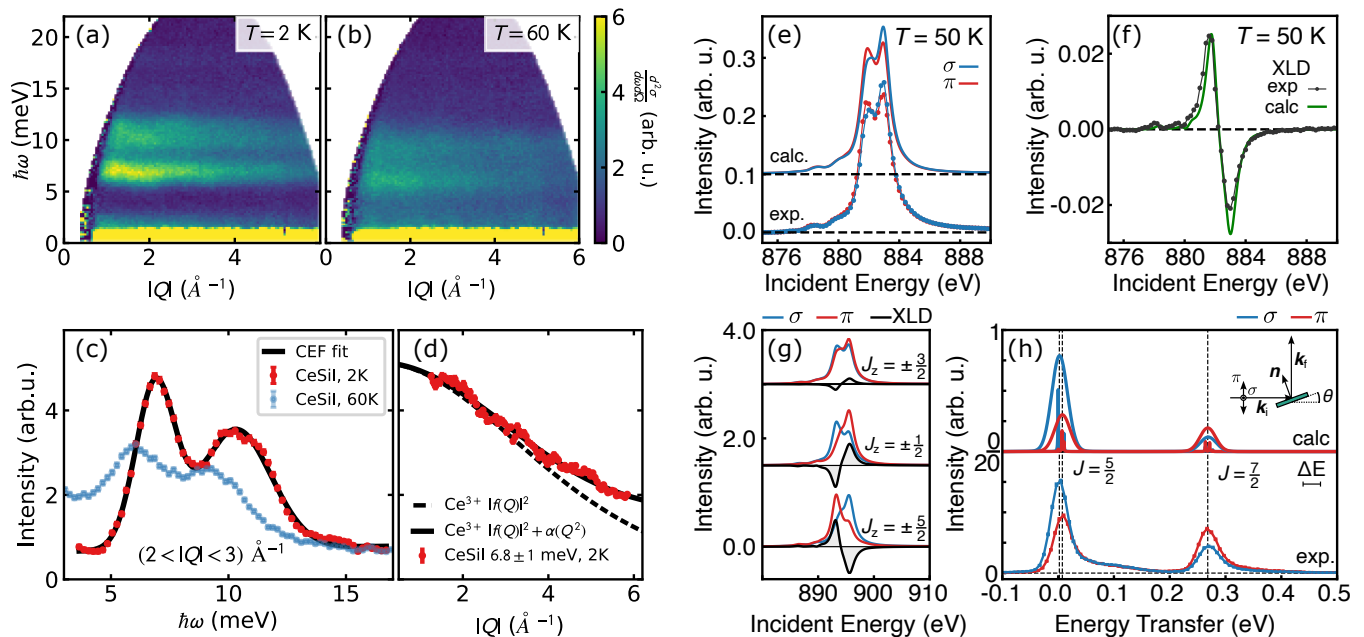 (a)
T=2 K
ħω (meV)
20
15
10
5
0
0 2 4
|Q| (Å⁻¹)
(b)
T=60 K
0 2 4 6
|Q| (Å⁻¹)
6
4
2
0
d²σ/dωdΩ (arb. u.)
(c)
CEF fit
CeSiI, 2K
CeSiI, 60K
(2<|Q|<3) Å⁻¹
Intensity (arb.u.)
5
2
0
5 10 15
ħω (meV)
(d)
Ce³⁺ |f(Q)|²
Ce³⁺ |f(Q)|²+α(Q²)
CeSiI 6.8±1 meV, 2K
0 2 4 6
|Q| (Å⁻¹)
(e)
T = 50 K
σ
π
calc.
exp.
Intensity (arb. u.)
0.3
0.2
0.1
0.0
876 880 884 888
Incident Energy (eV)
(f)
T = 50 K
XLD
exp
calc
Intensity (arb. u.)
0.02
0.00
-0.02
876 880 884 888
Incident Energy (eV)
σ π XLD
(g)
J_z = ± 3/2
J_z = ± 1/2
J_z = ± 5/2
Intensity (arb. u.)
4.0
2.0
0.0
890 900 910
Incident Energy (eV)
σ π
(h)
π
σ
k_i
n
k_f
θ
calc
J = 5/2
J = 7/2
ΔE
exp.
Intensity (arb. u.)
1
0
20
0
-0.1 0.0 0.1 0.2 0.3 0.4 0.5
Energy Transfer (eV)